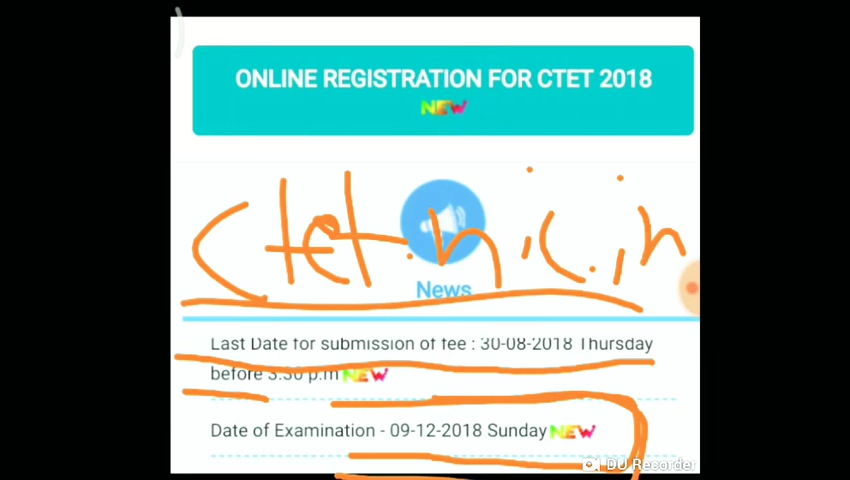 ONLINE REGISTRATION FOR CTET 2018
NEW
Ctet.nic.in
News
Last Date for submission of fee : 30-08-2018 Thursday
before 3.30 p.m NEW
Date of Examination - 09-12-2018 Sunday NEW
DU Recorder